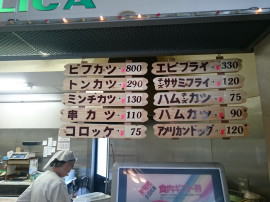 LICA
ビフカツ 800
トンカツ 290
ミンチカツ 130
串カツ 110
コロッケ 75
エビフライ 330
チーズササミフライ 120
ハムチカツ 75
ハムカツ 90
アメリカンドッグ 120